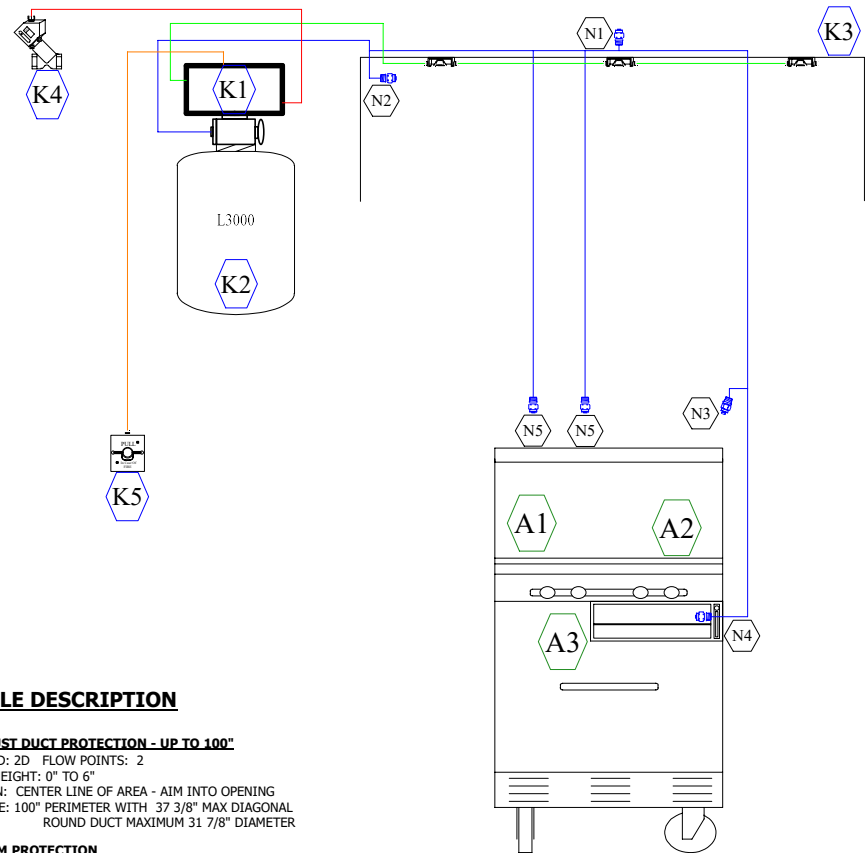 N1
K3
K4
K1
N2
L3000
K2
N3
N5
N5
PULL
K5
A1
A2
A3
N4
LE DESCRIPTION
UST DUCT PROTECTION - UP TO 100"
D: 2D FLOW POINTS: 2
EIGHT: 0" TO 6"
N: CENTER LINE OF AREA - AIM INTO OPENING
E: 100" PERIMETER WITH 37 3/8" MAX DIAGONAL
ROUND DUCT MAXIMUM 31 7/8" DIAMETER
M PROTECTION